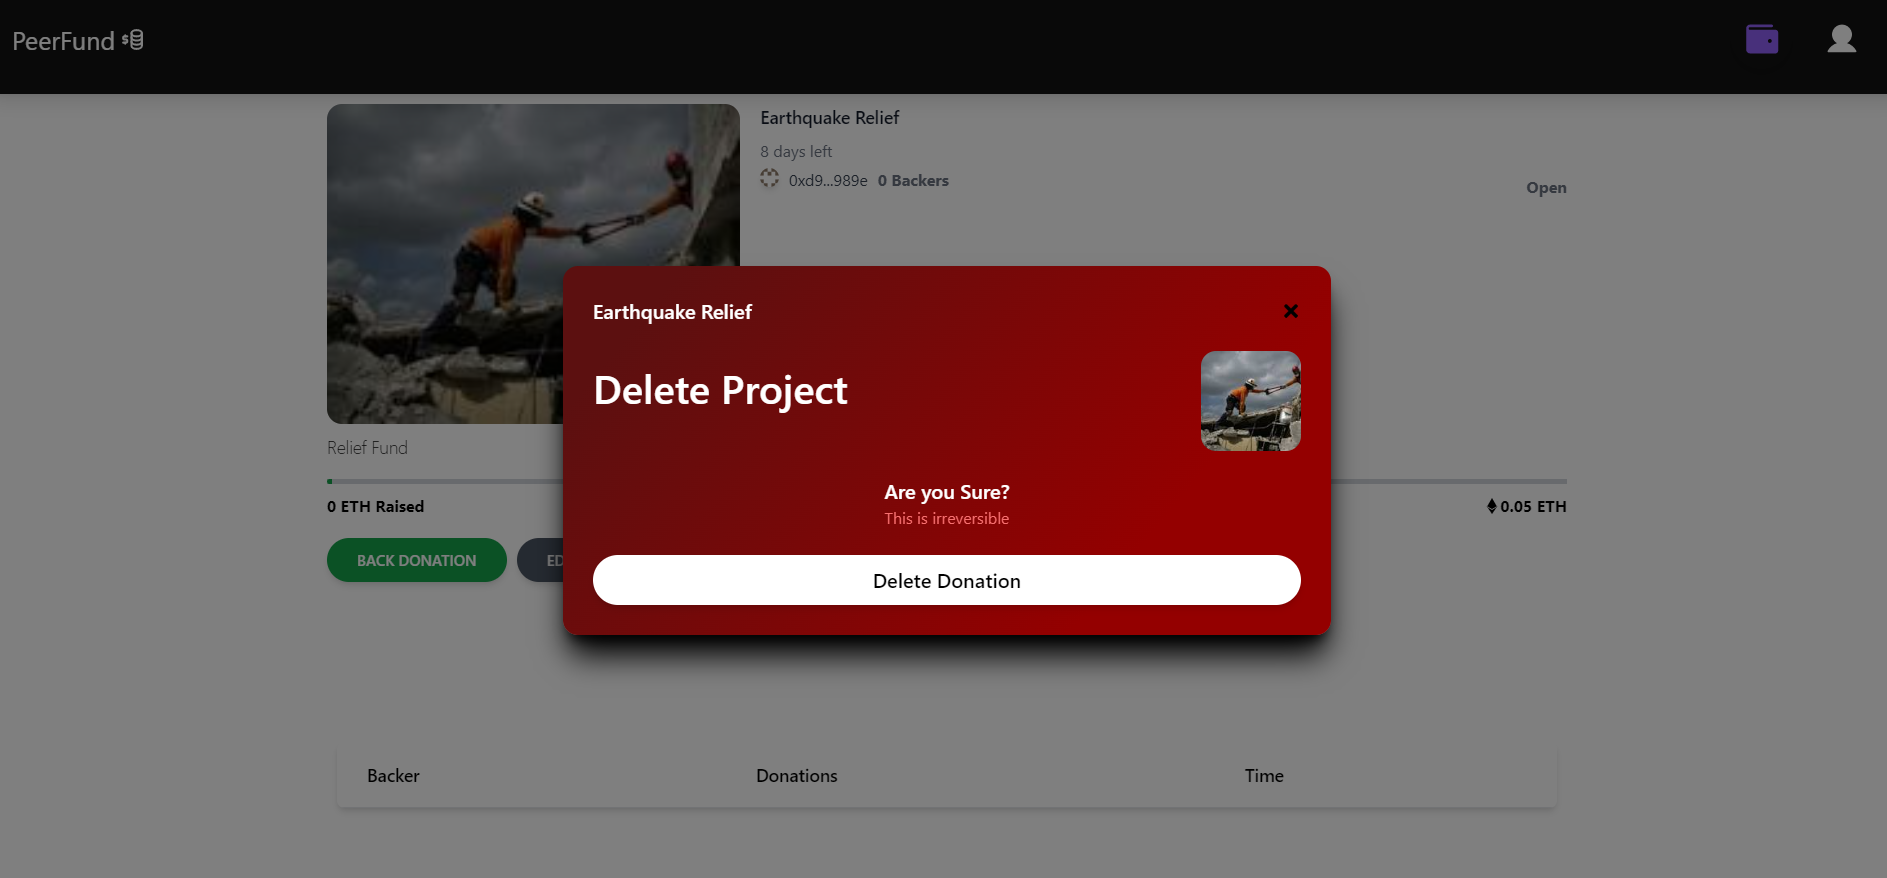 PeerFund
Earthquake Relief
8 days left
0xd9...989e 0 Backers
Open
Earthquake Relief
Delete Project
Are you Sure?
This is irreversible
Delete Donation
Relief Fund
0 ETH Raised
0.05 ETH
BACK DONATION
ED
Backer Donations Time